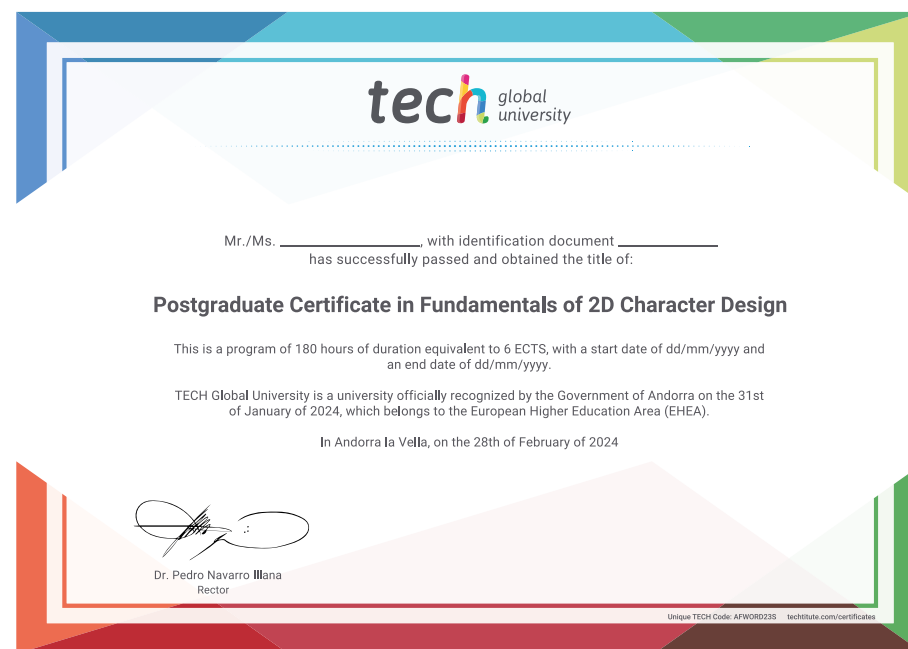 tech global university
Mr./Ms. ____________________, with identification document ______________
has successfully passed and obtained the title of:
Postgraduate Certificate in Fundamentals of 2D Character Design
This is a program of 180 hours of duration equivalent to 6 ECTS, with a start date of dd/mm/yyyy and
an end date of dd/mm/yyyy.
TECH Global University is a university officially recognized by the Government of Andorra on the 31st
of January of 2024, which belongs to the European Higher Education Area (EHEA).
In Andorra la Vella, on the 28th of February of 2024
Dr. Pedro Navarro Illana
Rector
Unique TECH Code: AFWORD23S techtitute.com/certificates